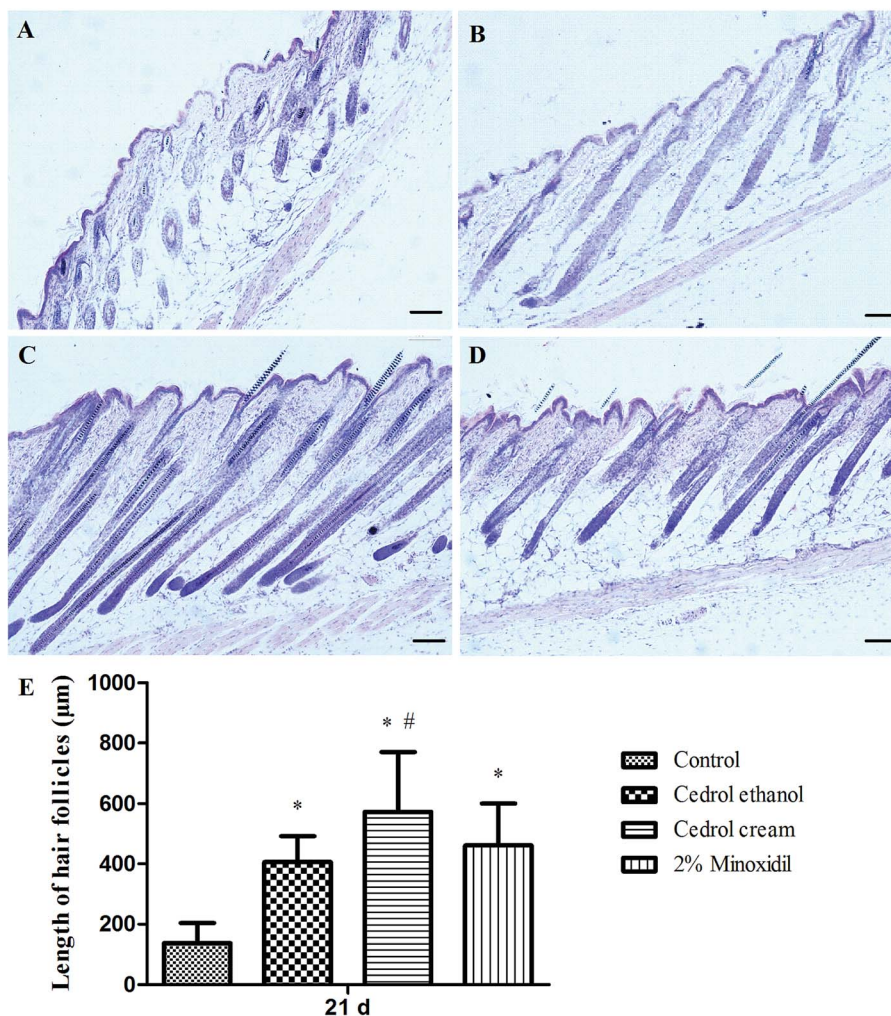 A
B
C
D
E
Length of hair follicles (μm)
1000
800
600
400
200
0
*
* #
*
21 d
Control
Cedrol ethanol
Cedrol cream
2% Minoxidil